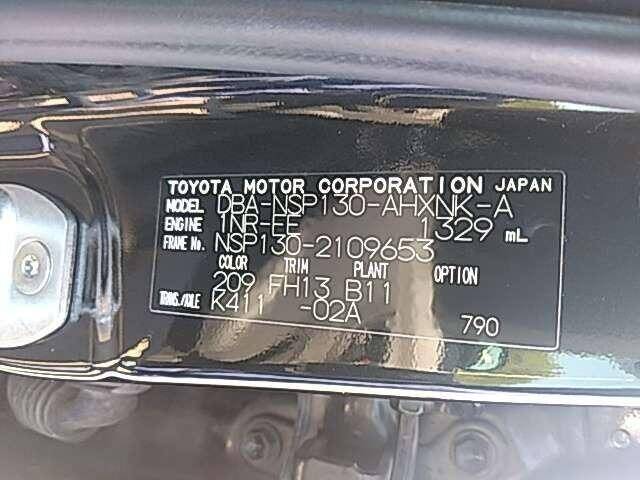 TOYOTA MOTOR CORPORATION JAPAN
MODEL DBA-NSP130-AHXNK-A
ENGINE 1NR-FE 1329 mL
FRAME No. NSP130-2109653
COLOR TRIM PLANT OPTION
209 FH13 B11
TRANS./AXLE K411 -02A
790